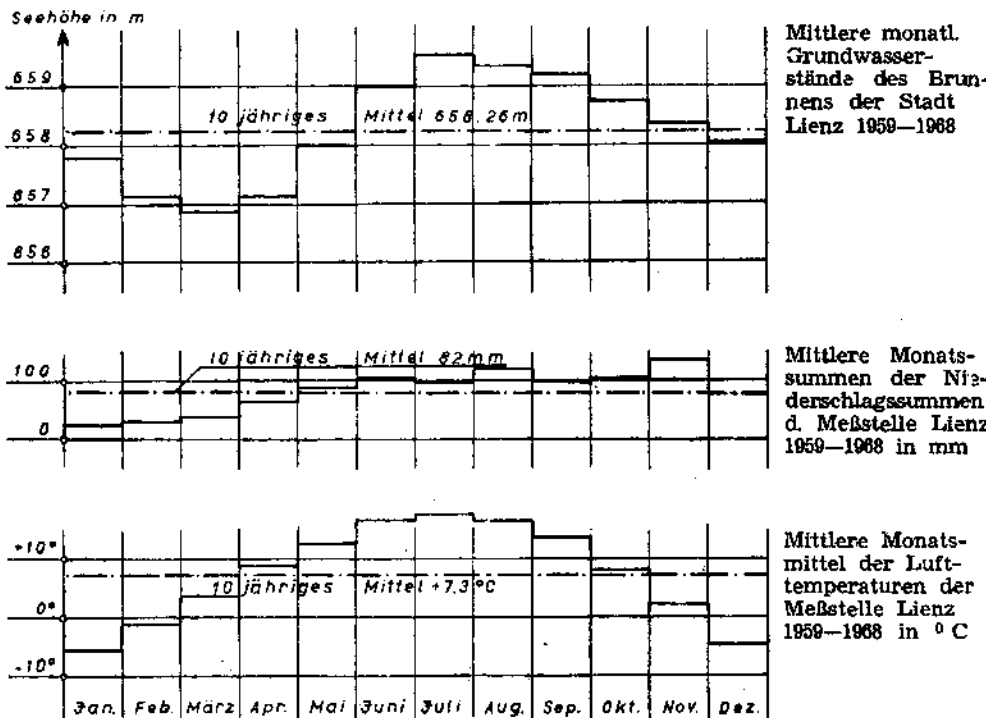 Seehöhe in m
659
658
657
656
10 jähriges Mittel 658.26m
Mittlere monatl.
Grundwasser-
stände des Brun-
nens der Stadt
Lienz 1959—1968
10 jähriges Mittel 82mm
100
0
Mittlere Monats-
summen der Nie-
derschlagssummen
d. Meßstelle Lienz
1959—1968 in mm
+10°
0°
-10°
10 jähriges Mittel +7.3°C
Mittlere Monats-
mittel der Luft-
temperaturen der
Meßstelle Lienz
1959—1968 in ⁰ C
Jan. Feb. März Apr. Mai Juni Juli Aug. Sep. Okt. Nov. Dez.